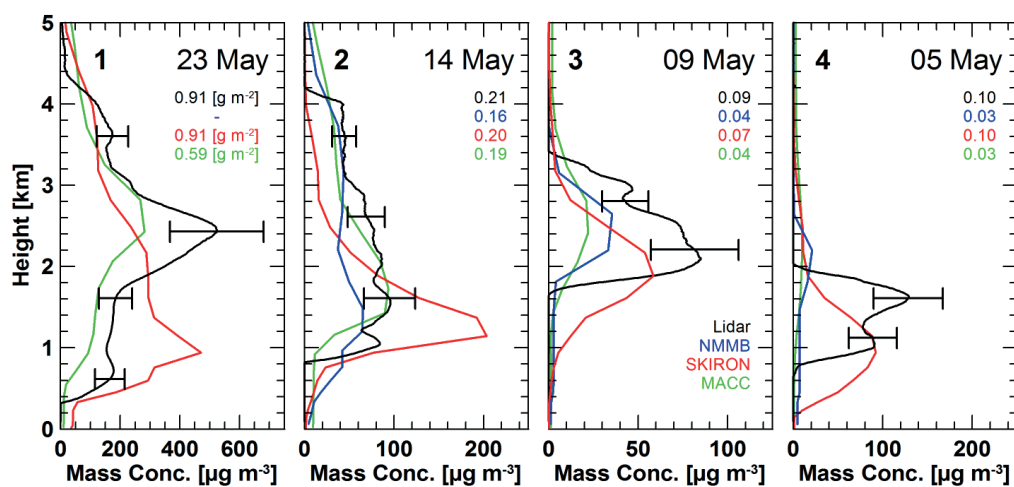 1 23 May
0.91 [g m⁻²]
-
0.91 [g m⁻²]
0.59 [g m⁻²]
2 14 May
0.21
0.16
0.20
0.19
3 09 May
0.09
0.04
0.07
0.04
Lidar
NMMB
SKIRON
MACC
4 05 May
0.10
0.03
0.10
0.03
Height [km]
5
4
3
2
1
0
0 200 400 600
0 100 200
0 50 100
0 100 200
Mass Conc. [µg m⁻³]
Mass Conc. [µg m⁻³]
Mass Conc. [µg m⁻³]
Mass Conc. [µg m⁻³]